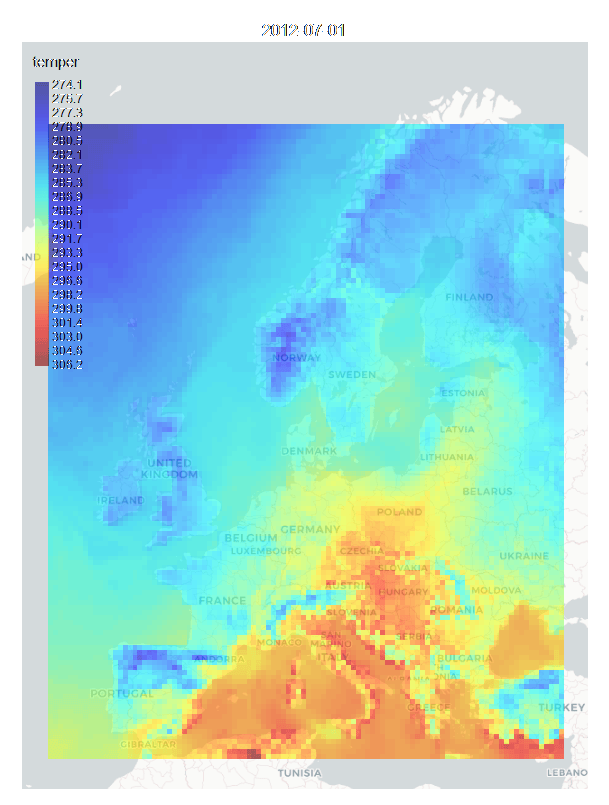 2012-07-01
temper
274.1
275.7
277.3
278.9
280.5
282.1
283.7
285.3
286.9
288.5
290.1
291.7
293.3
295.0
296.6
298.2
299.8
301.4
303.0
304.6
306.2
AND
FINLAND
NORWAY
SWEDEN
ESTONIA
LATVIA
DENMARK
LITHUANIA
UNITED
KINGDOM
IRELAND
BELARUS
POLAND
GERMANY
BELGIUM
LUXEMBOURG
CZECHIA
UKRAINE
SLOVAKIA
AUSTRIA
HUNGARY
MOLDOVA
FRANCE
SLOVENIA
ROMANIA
SAN
MARINO
SERBIA
MONACO
ITALY
ANDORRA
BULGARIA
ALBANIA
PORTUGAL
GREECE
TURKEY
GIBRALTAR
TUNISIA
LEBANO